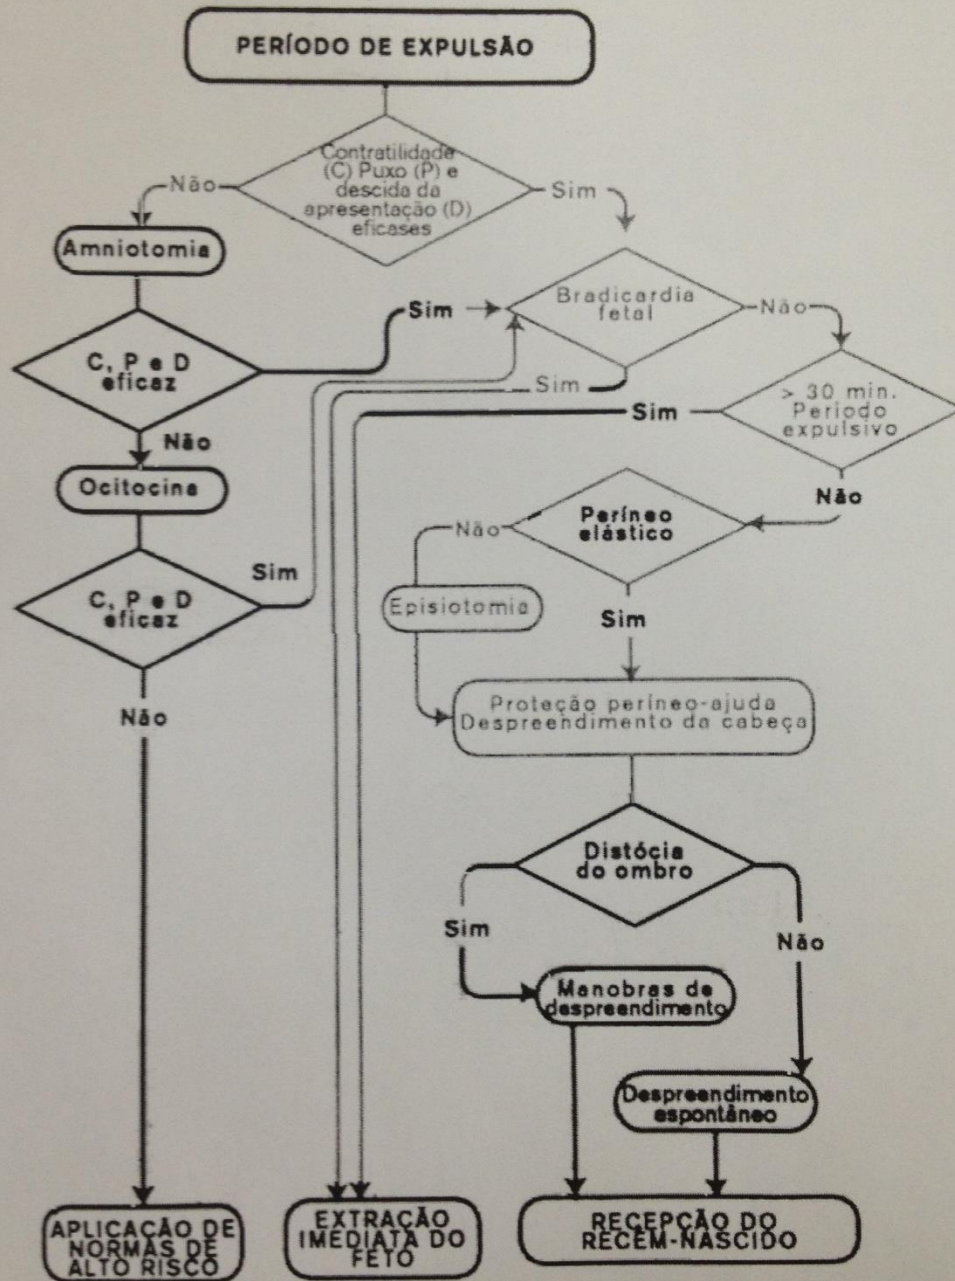 PERÍODO DE EXPULSÃO
Contratilidade
(C) Puxo (P) e
descida da
apresentação (D)
eficases
Não
Sim
Amniotomia
Bradicardia
fetal
Sim
Não
C, P e D
eficaz
Sim
> 30 min.
Periodo
expulsivo
Sim
Não
Ocitocina
Não
Períneo
elástico
Não
Sim
C, P e D
eficaz
Episiotomia
Sim
Não
Proteção períneo-ajuda
Despreendimento da cabeça
Distócia
do ombro
Sim
Não
Manobras de
despreendimento
Despreendimento
espontâneo
APLICAÇÃO DE
NORMAS DE
ALTO RISCO
EXTRAÇÃO
IMEDIATA DO
FETO
RECEPÇÃO DO
RECEM-NASCIDO